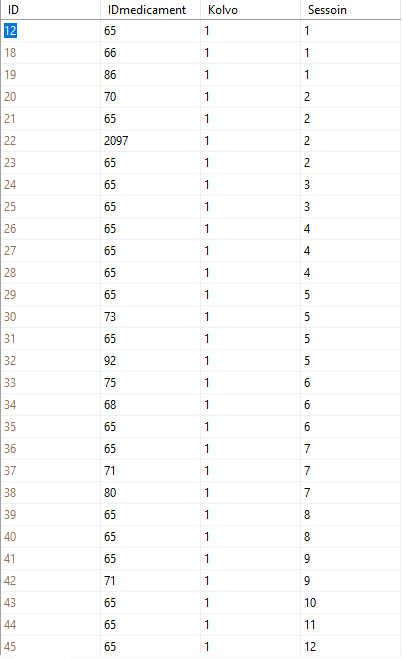 ID IDmedicament Kolvo Sessoin
12 65 1 1
18 66 1 1
19 86 1 1
20 70 1 2
21 65 1 2
22 2097 1 2
23 65 1 2
24 65 1 3
25 65 1 3
26 65 1 4
27 65 1 4
28 65 1 4
29 65 1 5
30 73 1 5
31 65 1 5
32 92 1 5
33 75 1 6
34 68 1 6
35 65 1 6
36 65 1 7
37 71 1 7
38 80 1 7
39 65 1 8
40 65 1 8
41 65 1 9
42 71 1 9
43 65 1 10
44 65 1 11
45 65 1 12